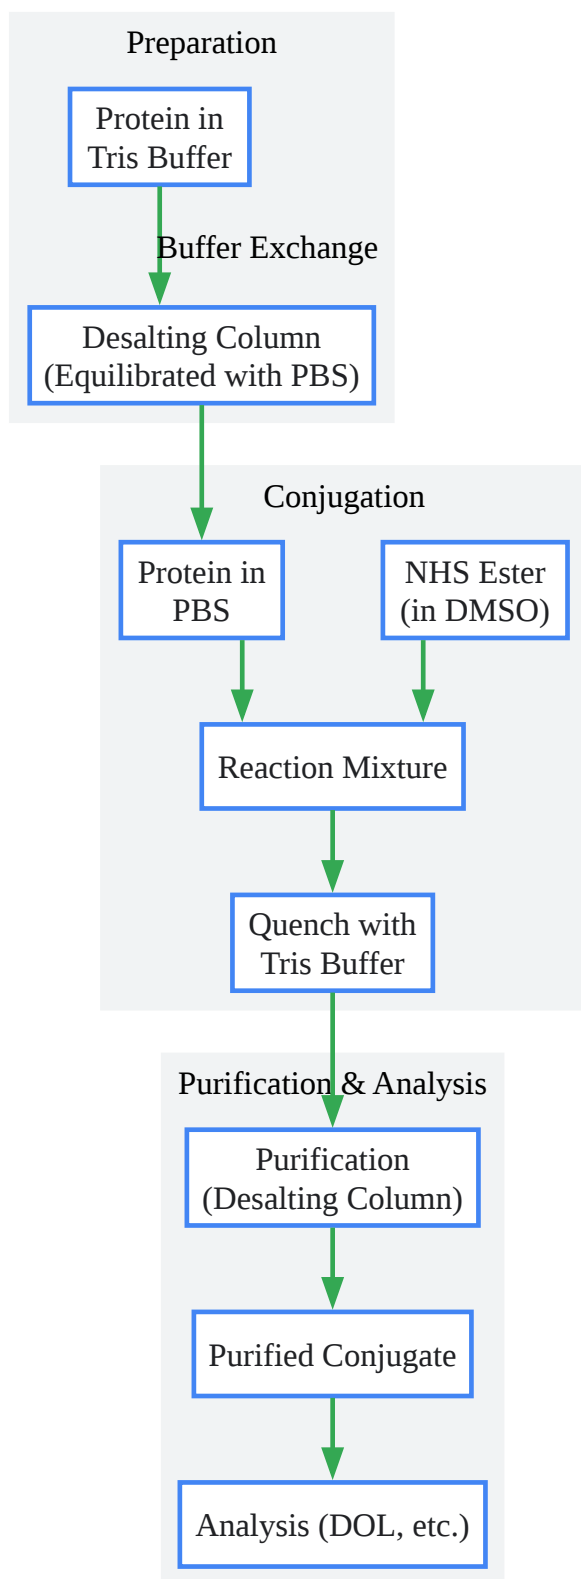 Preparation
Protein in
Tris Buffer
Buffer Exchange
Desalting Column
(Equilibrated with PBS)
Conjugation
Protein in
PBS
NHS Ester
(in DMSO)
Reaction Mixture
Quench with
Tris Buffer
Purification & Analysis
Purification
(Desalting Column)
Purified Conjugate
Analysis (DOL, etc.)